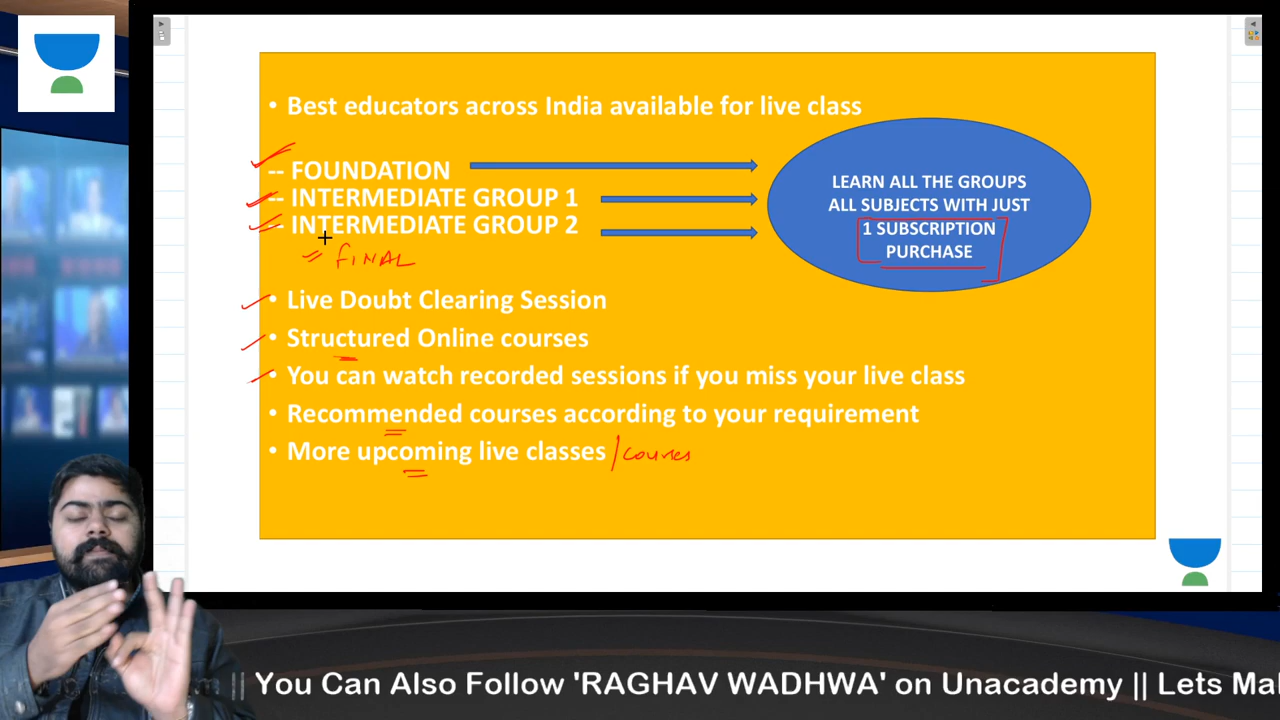 • Best educators across India available for live class
-- FOUNDATION
-- INTERMEDIATE GROUP 1
-- INTERMEDIATE GROUP 2
= FINAL
LEARN ALL THE GROUPS
ALL SUBJECTS WITH JUST
1 SUBSCRIPTION
PURCHASE
• Live Doubt Clearing Session
• Structured Online courses
• You can watch recorded sessions if you miss your live class
• Recommended courses according to your requirement
• More upcoming live classes /courses
|| You Can Also Follow 'RAGHAV WADHWA' on Unacademy || Lets Mal